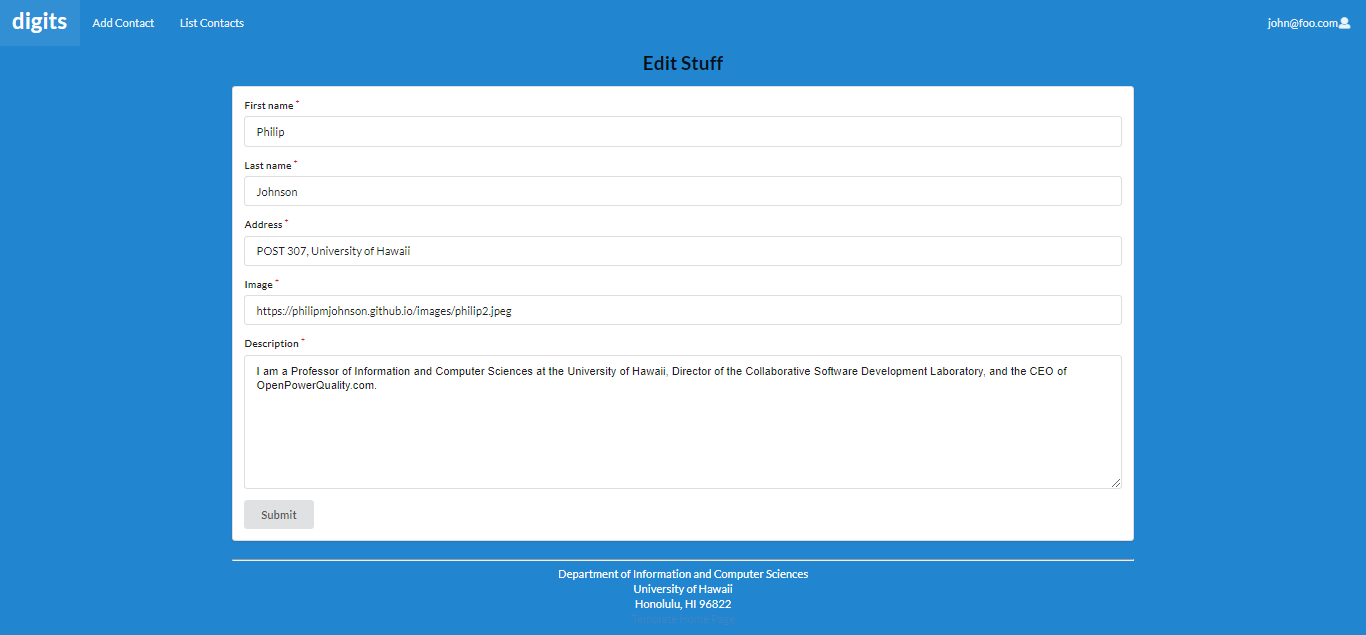 digits Add Contact List Contacts john@foo.com
Edit Stuff
First name *
Philip
Last name *
Johnson
Address *
POST 307, University of Hawaii
Image *
https://philipmjohnson.github.io/images/philip2.jpeg
Description *
I am a Professor of Information and Computer Sciences at the University of Hawaii, Director of the Collaborative Software Development Laboratory, and the CEO of
OpenPowerQuality.com.
Submit
Department of Information and Computer Sciences
University of Hawaii
Honolulu, HI 96822
Template Home Page